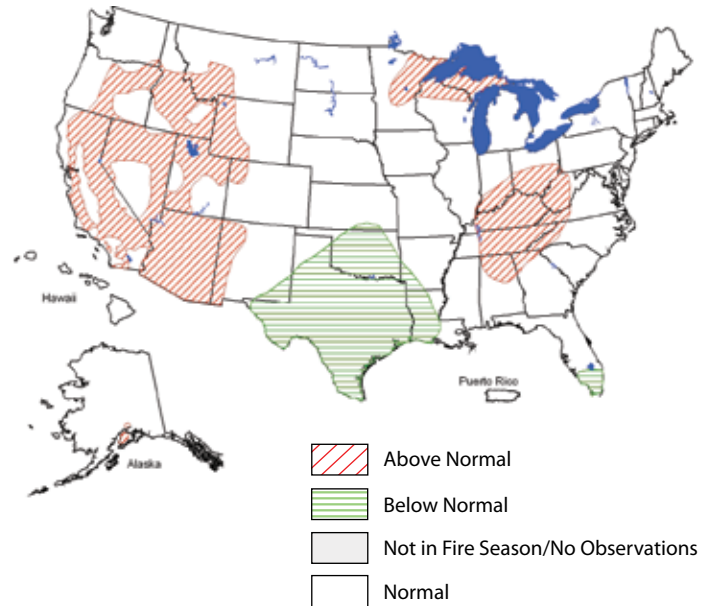 Hawaii
Puerto Rico
Alaska
Above Normal
Below Normal
Not in Fire Season/No Observations
Normal